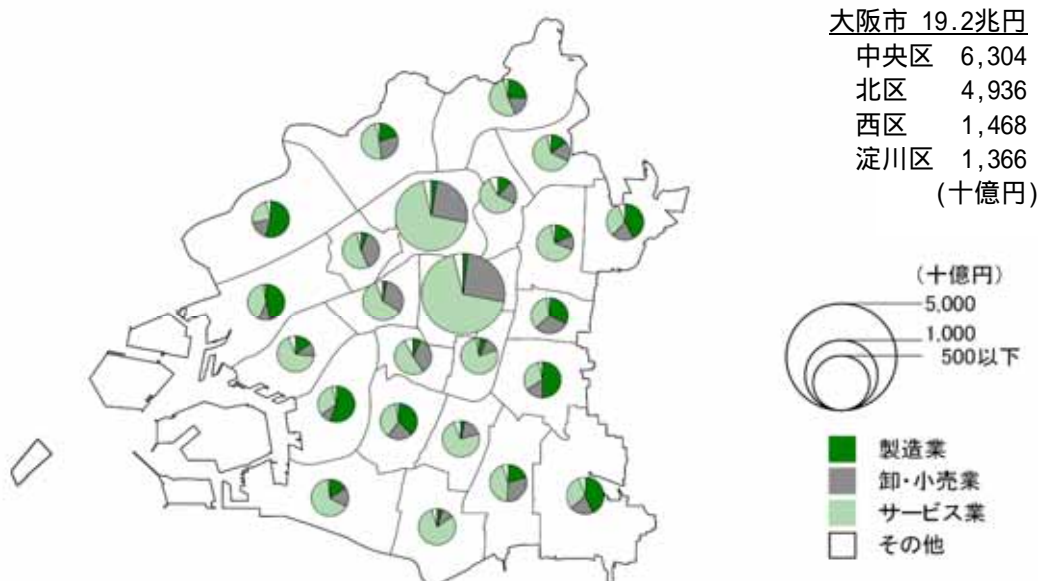 大阪市 19.2兆円
中央区 6,304
北区 4,936
西区 1,468
淀川区 1,366
(十億円)
(十億円)
5,000
1,000
500以下
製造業
卸・小売業
サービス業
その他